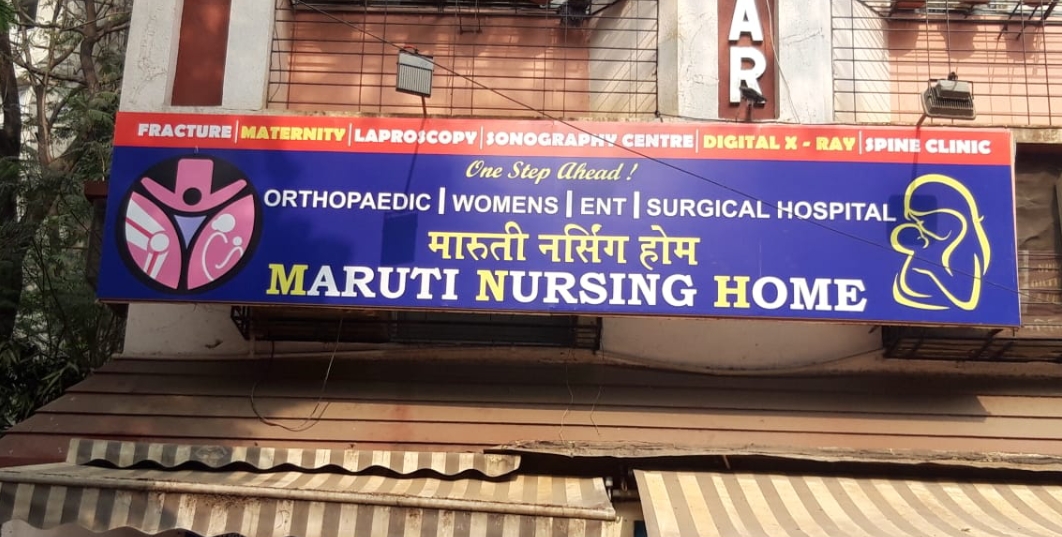 AR
FRACTURE | MATERNITY | LAPROSCOPY | SONOGRAPHY CENTRE | DIGITAL X - RAY | SPINE CLINIC
One Step Ahead !
ORTHOPAEDIC | WOMENS | ENT | SURGICAL HOSPITAL
मारुती नर्सिंग होम
MARUTI NURSING HOME